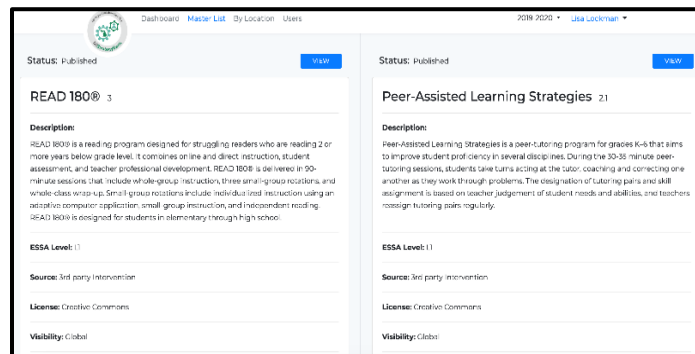 Dashboard Master List By Location Users
2019-2020
Lisa Lockman
Status: Published
VIEW
READ 180® 3
Description:
READ 180® is a reading program designed for struggling readers who are reading 2 or
more years below grade level. It combines online and direct instruction, student
assessment, and teacher professional development. READ 180® is delivered in 90-
minute sessions that include whole-group instruction, three small-group rotations, and
whole-class wrap-up. Small-group rotations include individualized instruction using an
adaptive computer application, small-group instruction, and independent reading.
READ 180® is designed for students in elementary through high school.
ESSA Level:
Source: 3rd party Intervention
License: Creative Commons
Visibility: Global
Status: Published
VIEW
Peer-Assisted Learning Strategies 2.1
Description:
Peer-Assisted Learning Strategies is a peer-tutoring program for grades K–6 that aims
to improve student proficiency in several disciplines. During the 30-35 minute peer-
tutoring sessions, students take turns acting as the tutor, coaching and correcting one
another as they work through problems. The designation of tutoring pairs and skill
assignment is based on teacher judgement of student needs and abilities, and teachers
reassign tutoring pairs regularly.
ESSA Level:
Source: 3rd party Intervention
License: Creative Commons
Visibility: Global